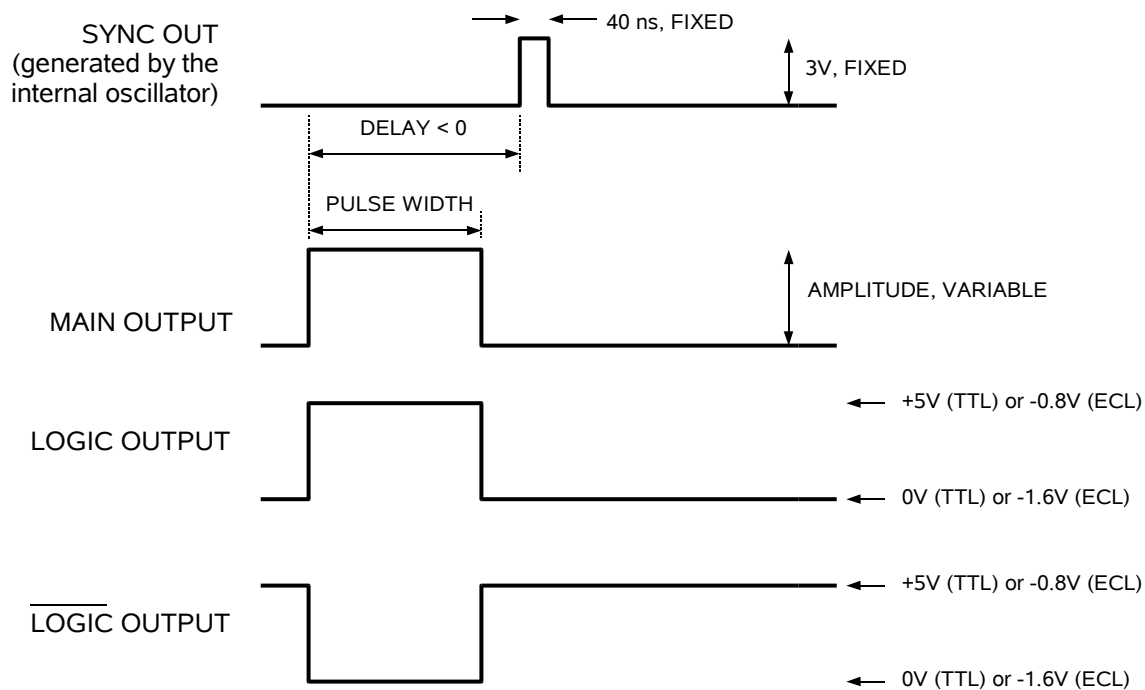 SYNC OUT
(generated by the
internal oscillator)
40 ns, FIXED
3V, FIXED
DELAY < 0
PULSE WIDTH
MAIN OUTPUT
AMPLITUDE, VARIABLE
LOGIC OUTPUT
+5V (TTL) or -0.8V (ECL)
0V (TTL) or -1.6V (ECL)
LOGIC OUTPUT
+5V (TTL) or -0.8V (ECL)
0V (TTL) or -1.6V (ECL)